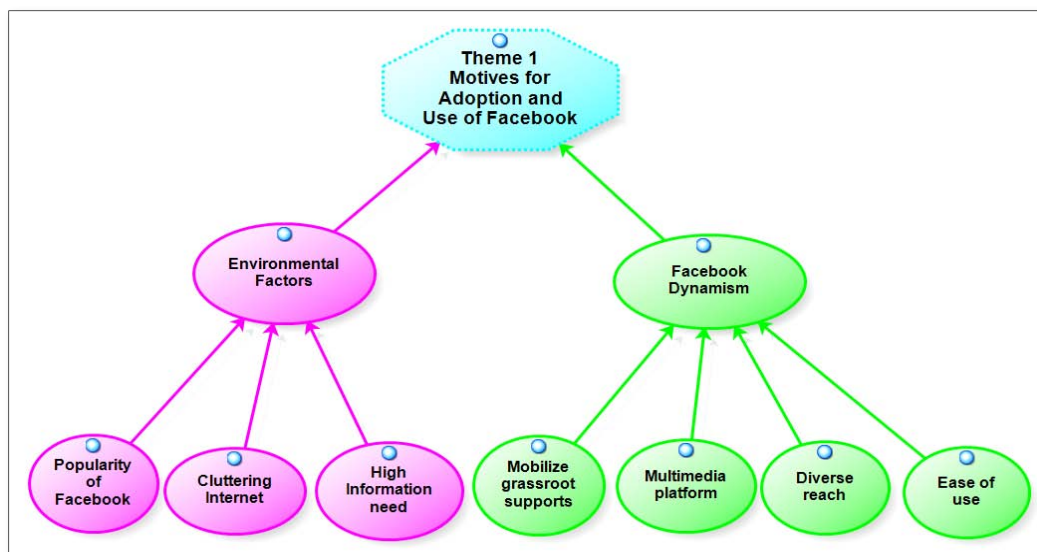 Theme 1
Motives for
Adoption and
Use of Facebook
Environmental
Factors
Facebook
Dynamism
Popularity
of
Facebook
Cluttering
Internet
High
Information
need
Mobilize
grassroot
supports
Multimedia
platform
Diverse
reach
Ease of
use